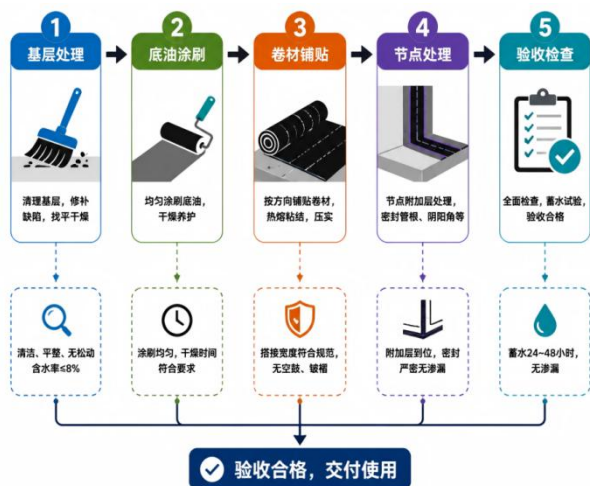 1
基层处理
清理基层，修补
缺陷，找平干燥
清洁、平整、无松动
含水率≤8%
2
底油涂刷
均匀涂刷底油，
干燥养护
涂刷均匀，干燥时间
符合要求
3
卷材铺贴
按方向铺贴卷材，
热熔粘结，压实
搭接宽度符合规范，
无空鼓、皱褶
4
节点处理
节点附加层处理，
密封管根、阴阳角等
附加层到位，密封
严密无渗漏
5
验收检查
全面检查，蓄水试验，
验收合格
蓄水24~48小时，
无渗漏
验收合格，交付使用